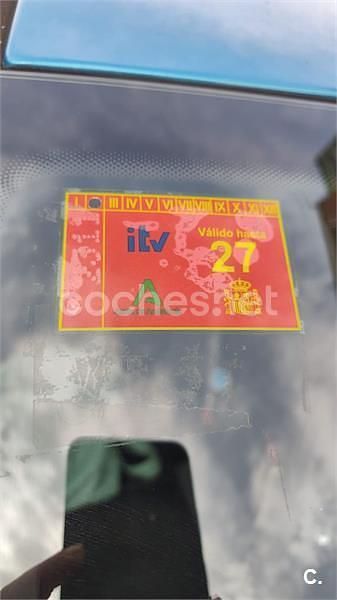 I III IV V VI VII VIII IX X XI XII
itv
Válido hasta
27
coches.net
C.